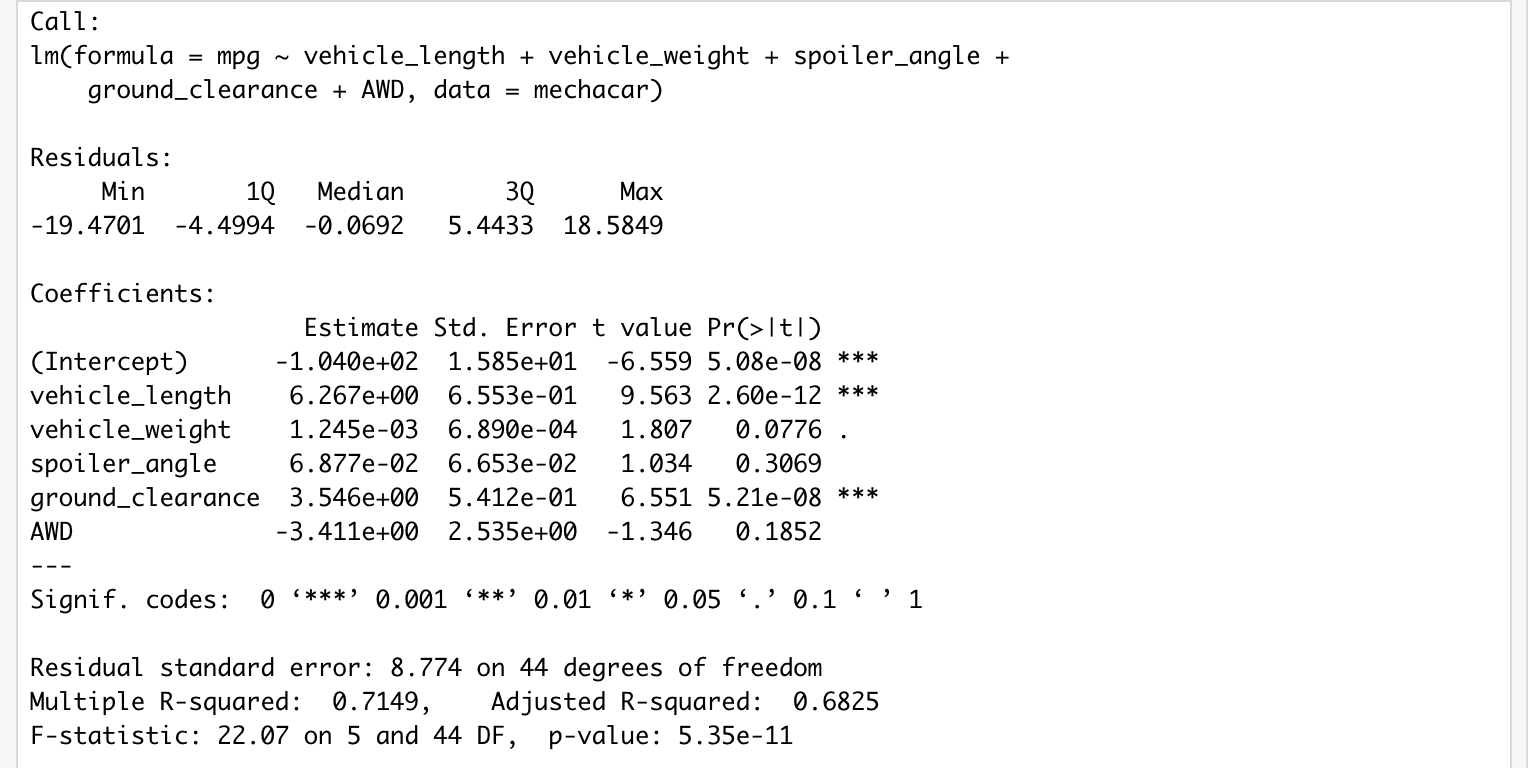 Call:
lm(formula = mpg ~ vehicle_length + vehicle_weight + spoiler_angle +
    ground_clearance + AWD, data = mechacar)

Residuals:
     Min       1Q   Median       3Q      Max
-19.4701  -4.4994  -0.0692   5.4433  18.5849

Coefficients:
                   Estimate Std. Error t value Pr(>|t|)
(Intercept)      -1.040e+02  1.585e+01  -6.559 5.08e-08 ***
vehicle_length    6.267e+00  6.553e-01   9.563 2.60e-12 ***
vehicle_weight    1.245e-03  6.890e-04   1.807   0.0776 .
spoiler_angle     6.877e-02  6.653e-02   1.034   0.3069
ground_clearance  3.546e+00  5.412e-01   6.551 5.21e-08 ***
AWD              -3.411e+00  2.535e+00  -1.346   0.1852
---
Signif. codes:  0 ‘***’ 0.001 ‘**’ 0.01 ‘*’ 0.05 ‘.’ 0.1 ‘ ’ 1

Residual standard error: 8.774 on 44 degrees of freedom
Multiple R-squared:  0.7149,    Adjusted R-squared:  0.6825
F-statistic: 22.07 on 5 and 44 DF,  p-value: 5.35e-11